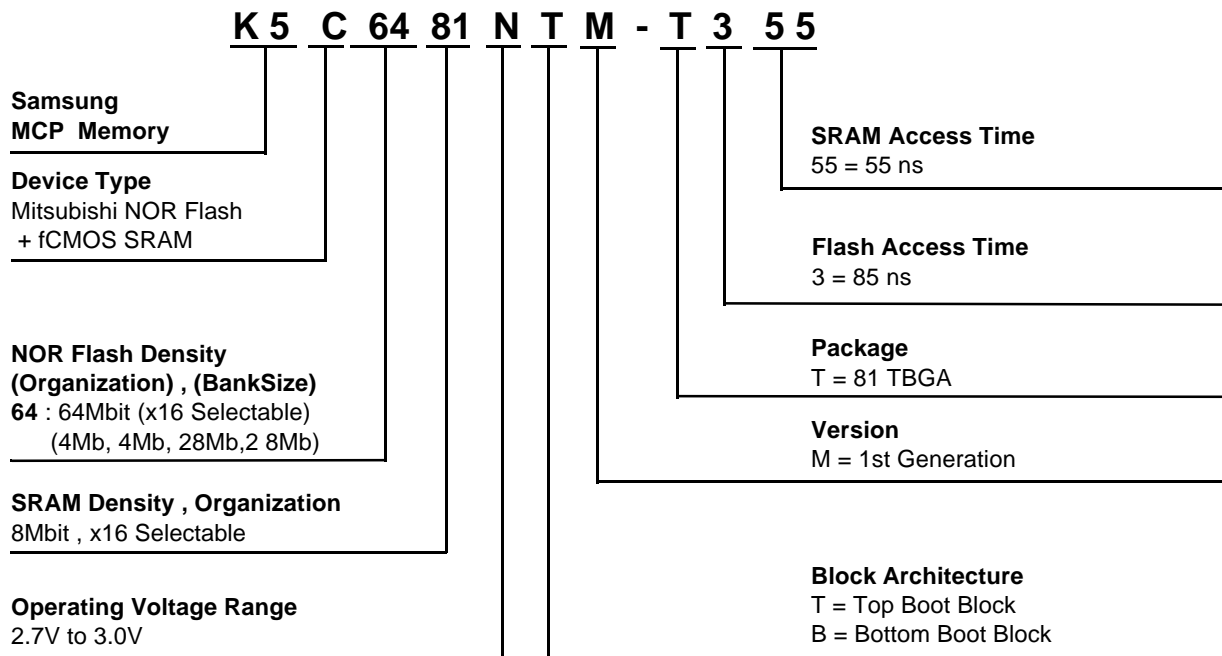 K5 C 64 81 N T M - T 3 55
Samsung
MCP Memory
Device Type
Mitsubishi NOR Flash
+ fCMOS SRAM
NOR Flash Density
(Organization) , (BankSize)
64 : 64Mbit (x16 Selectable)
(4Mb, 4Mb, 28Mb,2 8Mb)
SRAM Density , Organization
8Mbit , x16 Selectable
Operating Voltage Range
2.7V to 3.0V
SRAM Access Time
55 = 55 ns
Flash Access Time
3 = 85 ns
Package
T = 81 TBGA
Version
M = 1st Generation
Block Architecture
T = Top Boot Block
B = Bottom Boot Block